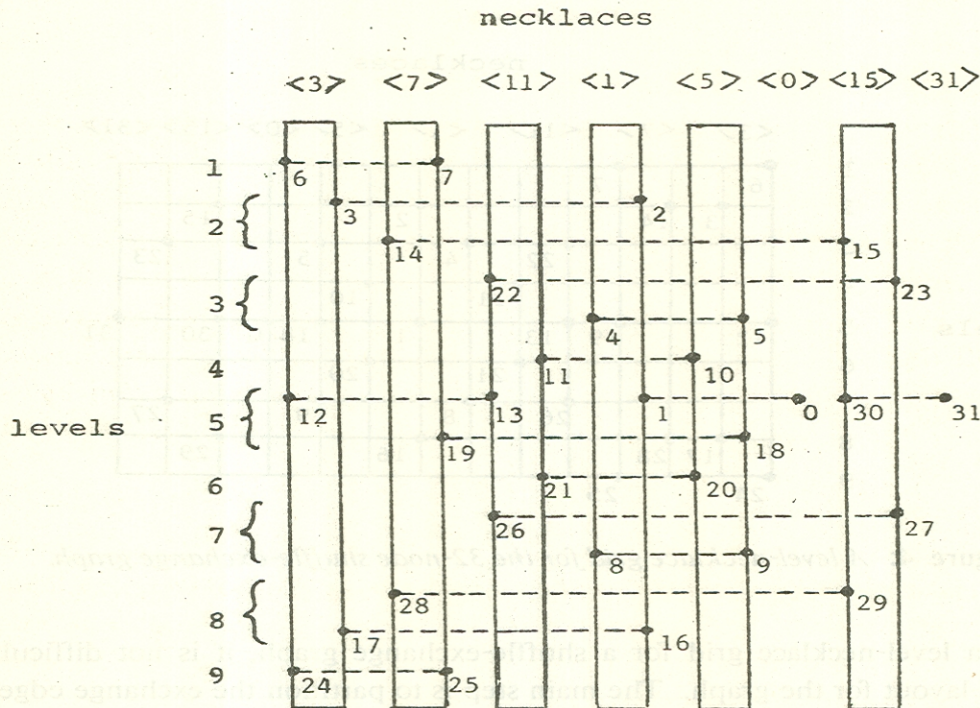 necklaces
<3> <7> <11> <1> <5> <0> <15> <31>
1 6 7
2 { 3 2
14 15
3 { 22 23
4 5
4 11 10
levels 5 { 12 13 1 0 30 31
19 18
6 21 20
7 { 26 27
8 9
8 { 28 29
17 16
9 24 25